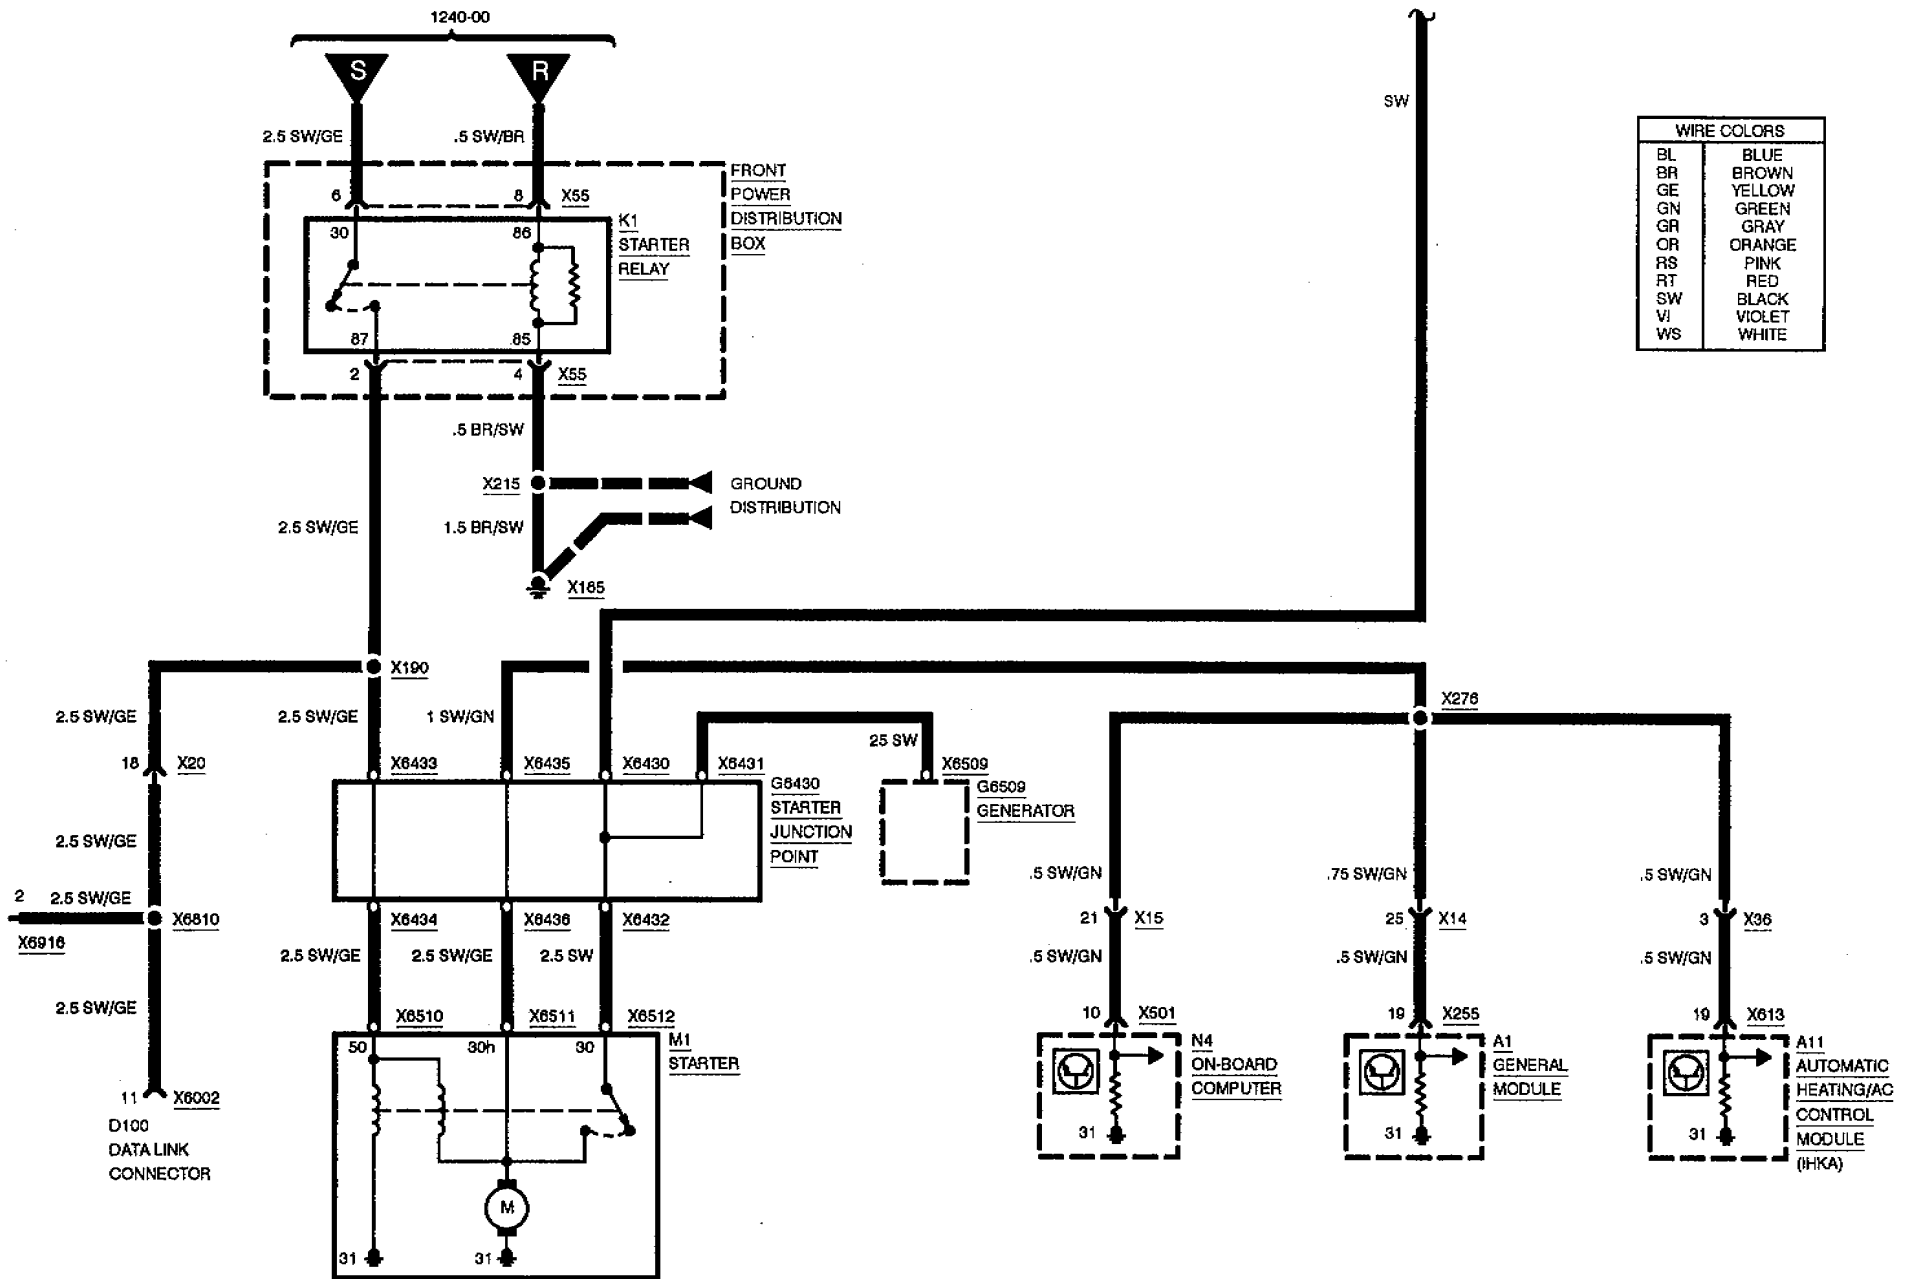 1240-00
S
R
SW
2.5 SW/GE
.5 SW/BR
WIRE COLORS
BL BLUE
BR BROWN
GE YELLOW
GN GREEN
GR GRAY
OR ORANGE
RS PINK
RT RED
SW BLACK
VI VIOLET
WS WHITE
FRONT
POWER
DISTRIBUTION
BOX
6
8
X55
30
86
K1
STARTER
RELAY
87
85
2
4
X55
.5 BR/SW
X215
GROUND
DISTRIBUTION
2.5 SW/GE
1.5 BR/SW
X165
X190
2.5 SW/GE
2.5 SW/GE
1 SW/GN
X276
25 SW
18
X20
X6433
X6435
X6430
X6431
X6509
G6430
STARTER
JUNCTION
POINT
G6509
GENERATOR
2.5 SW/GE
.5 SW/GN
.75 SW/GN
.5 SW/GN
2
2.5 SW/GE
X6810
X6916
X6434
X6436
X6432
21
X15
25
X14
3
X36
2.5 SW/GE
2.5 SW/GE
2.5 SW
.5 SW/GN
.5 SW/GN
.5 SW/GN
2.5 SW/GE
X6510
X6511
X6512
10
X501
19
X255
19
X613
50
30h
30
M1
STARTER
N4
ON-BOARD
COMPUTER
A1
GENERAL
MODULE
A11
AUTOMATIC
HEATING/AC
CONTROL
MODULE
(IHKA)
31
31
31
11
X6002
D100
DATA LINK
CONNECTOR
M
31
31